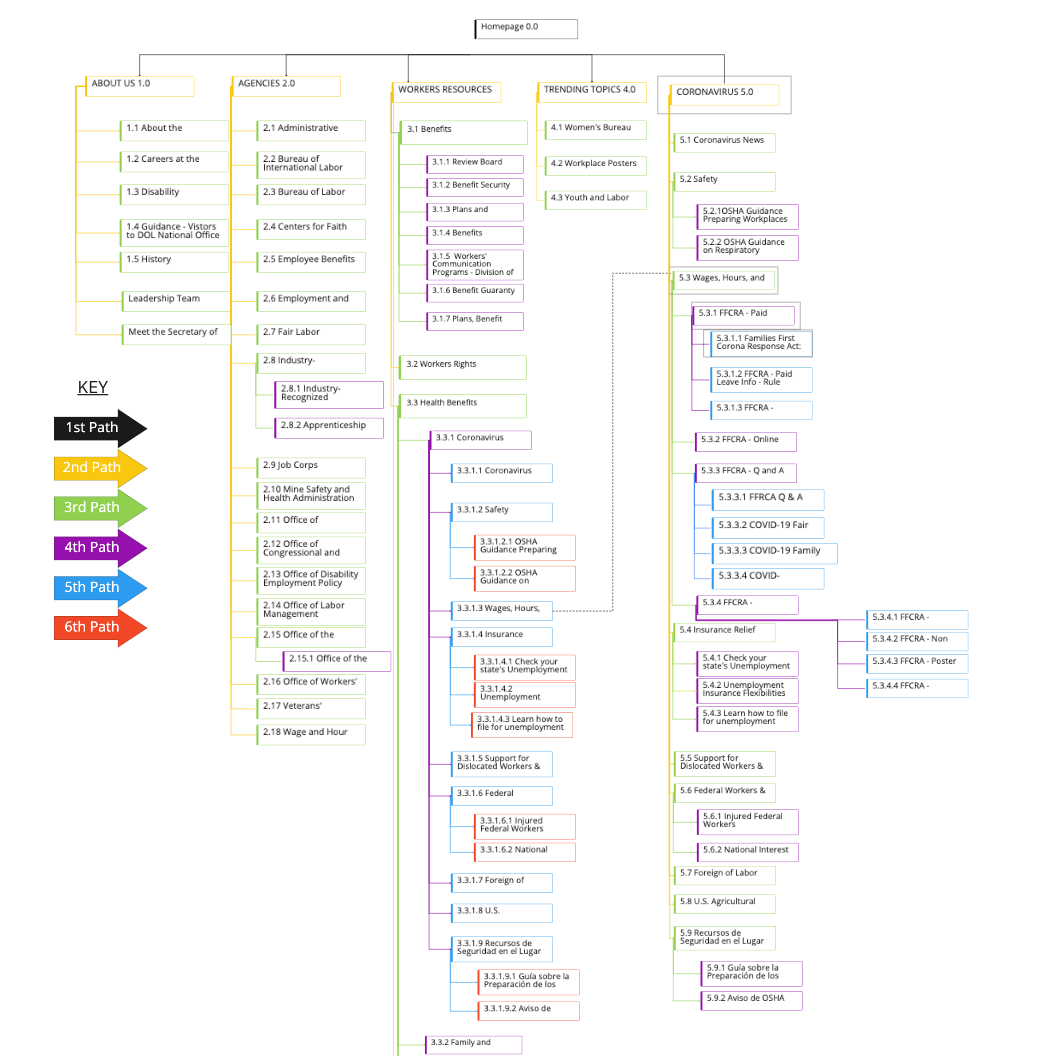 Homepage 0.0
ABOUT US 1.0
1.1 About the
1.2 Careers at the
1.3 Disability
1.4 Guidance - Vistors
to DOL National Office
1.5 History
Leadership Team
Meet the Secretary of
KEY
1st Path
2nd Path
3rd Path
4th Path
5th Path
6th Path
AGENCIES 2.0
2.1 Administrative
2.2 Bureau of
International Labor
2.3 Bureau of Labor
2.4 Centers for Faith
2.5 Employee Benefits
2.6 Employment and
2.7 Fair Labor
2.8 Industry-
2.8.1 Industry-
Recognized
2.8.2 Apprenticeship
2.9 Job Corps
2.10 Mine Safety and
Health Administration
2.11 Office of
2.12 Office of
Congressional and
2.13 Office of Disability
Employment Policy
2.14 Office of Labor
Management
2.15 Office of the
2.15.1 Office of the
2.16 Office of Workers'
2.17 Veterans'
2.18 Wage and Hour
WORKERS RESOURCES
3.1 Benefits
3.1.1 Review Board
3.1.2 Benefit Security
3.1.3 Plans and
3.1.4 Benefits
3.1.5 Workers'
Communication
Programs - Division of
3.1.6 Benefit Guaranty
3.1.7 Plans, Benefit
3.2 Workers Rights
3.3 Health Benefits
3.3.1 Coronavirus
3.3.1.1 Coronavirus
3.3.1.2 Safety
3.3.1.2.1 OSHA
Guidance Preparing
3.3.1.2.2 OSHA
Guidance on
3.3.1.3 Wages, Hours,
3.3.1.4 Insurance
3.3.1.4.1 Check your
state's Unemployment
3.3.1.4.2
Unemployment
3.3.1.4.3 Learn how to
file for unemployment
3.3.1.5 Support for
Dislocated Workers &
3.3.1.6 Federal
3.3.1.6.1 Injured
Federal Workers
3.3.1.6.2 National
3.3.1.7 Foreign of
3.3.1.8 U.S.
3.3.1.9 Recursos de
Seguridad en el Lugar
3.3.1.9.1 Guía sobre la
Preparación de los
3.3.1.9.2 Aviso de
3.3.2 Family and
TRENDING TOPICS 4.0
4.1 Women's Bureau
4.2 Workplace Posters
4.3 Youth and Labor
CORONAVIRUS 5.0
5.1 Coronavirus News
5.2 Safety
5.2.1OSHA Guidance
Preparing Workplaces
5.2.2 OSHA Guidance
on Respiratory
5.3 Wages, Hours, and
5.3.1 FFCRA - Paid
5.3.1.1 Families First
Corona Response Act:
5.3.1.2 FFCRA - Paid
Leave Info - Rule
5.3.1.3 FFCRA -
5.3.2 FFCRA - Online
5.3.3 FFCRA - Q and A
5.3.3.1 FFRCA Q & A
5.3.3.2 COVID-19 Fair
5.3.3.3 COVID-19 Family
5.3.3.4 COVID-
5.3.4 FFCRA -
5.3.4.1 FFCRA -
5.3.4.2 FFCRA - Non
5.3.4.3 FFCRA - Poster
5.3.4.4 FFCRA -
5.4 Insurance Relief
5.4.1 Check your
state's Unemployment
5.4.2 Unemployment
Insurance Flexibilities
5.4.3 Learn how to file
for unemployment
5.5 Support for
Dislocated Workers &
5.6 Federal Workers &
5.6.1 Injured Federal
Workers
5.6.2 National Interest
5.7 Foreign of Labor
5.8 U.S. Agricultural
5.9 Recursos de
Seguridad en el Lugar
5.9.1 Guía sobre la
Preparación de los
5.9.2 Aviso de OSHA